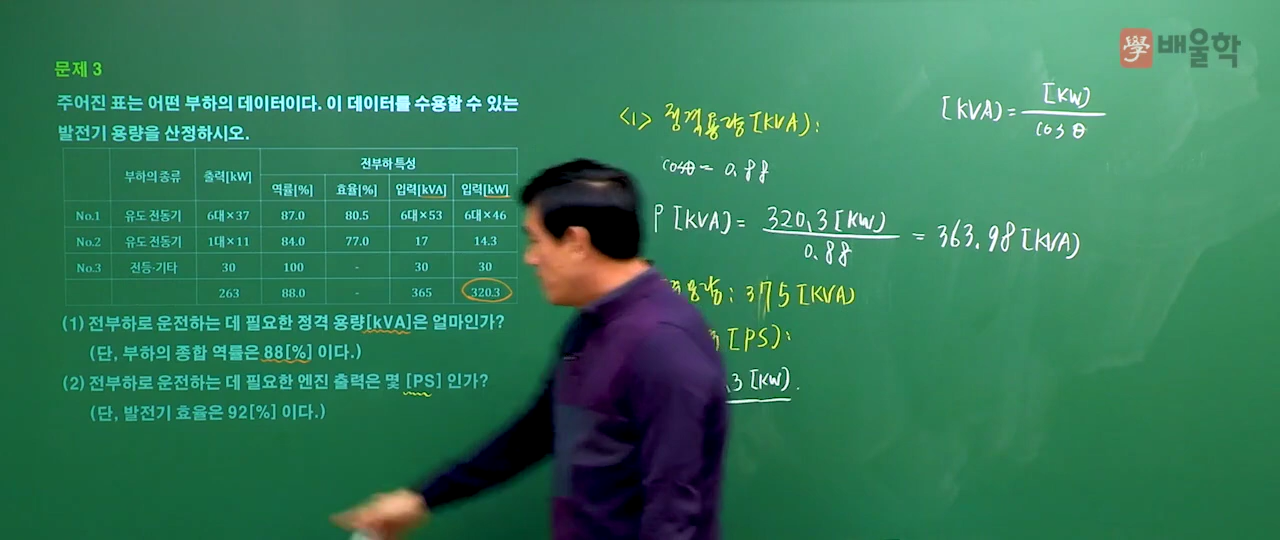 學 배울학
문제 3
주어진 표는 어떤 부하의 데이터이다. 이 데이터를 수용할 수 있는
발전기 용량을 산정하시오.
부하의 종류 출력[kW] 전부하 특성
역률[%] 효율[%] 입력[kVA] 입력[kW]
No.1 유도 전동기 6대×37 87.0 80.5 6대×53 6대×46
No.2 유도 전동기 1대×11 84.0 77.0 17 14.3
No.3 전등·기타 30 100 - 30 30
263 88.0 - 365 320.3
(1) 전부하로 운전하는 데 필요한 정격 용량[kVA]은 얼마인가?
(단, 부하의 종합 역률은 88[%] 이다.)
(2) 전부하로 운전하는 데 필요한 엔진 출력은 몇 [PS] 인가?
(단, 발전기 효율은 92[%] 이다.)
<1> 정격용량[KVA]:
cosθ = 0.88
P[KVA] = 320.3[KW] / 0.88 = 363.98[KVA]
용량: 375[KVA]
[PS]:
.3[KW].
[KVA] = [KW] / cosθ